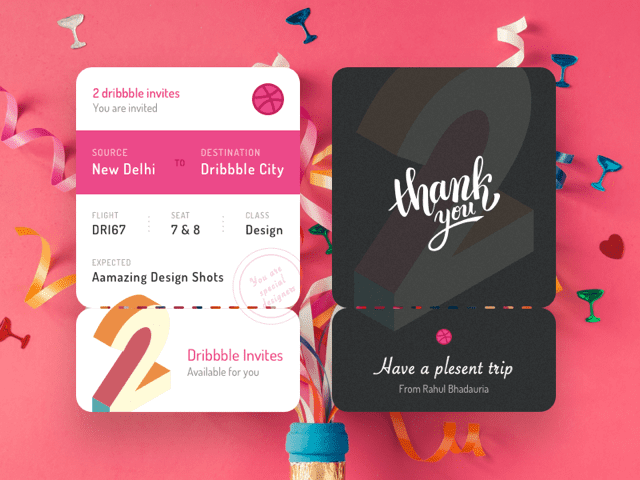 2 dribbble invites
You are invited
SOURCE
New Delhi
TO
DESTINATION
Dribbble City
FLIGHT
DRI67
SEAT
7 & 8
CLASS
Design
EXPECTED
Aamazing Design Shots
You are
special
designers
2
Dribbble Invites
Available for you
thank
you
Have a plesent trip
From Rahul Bhadauria